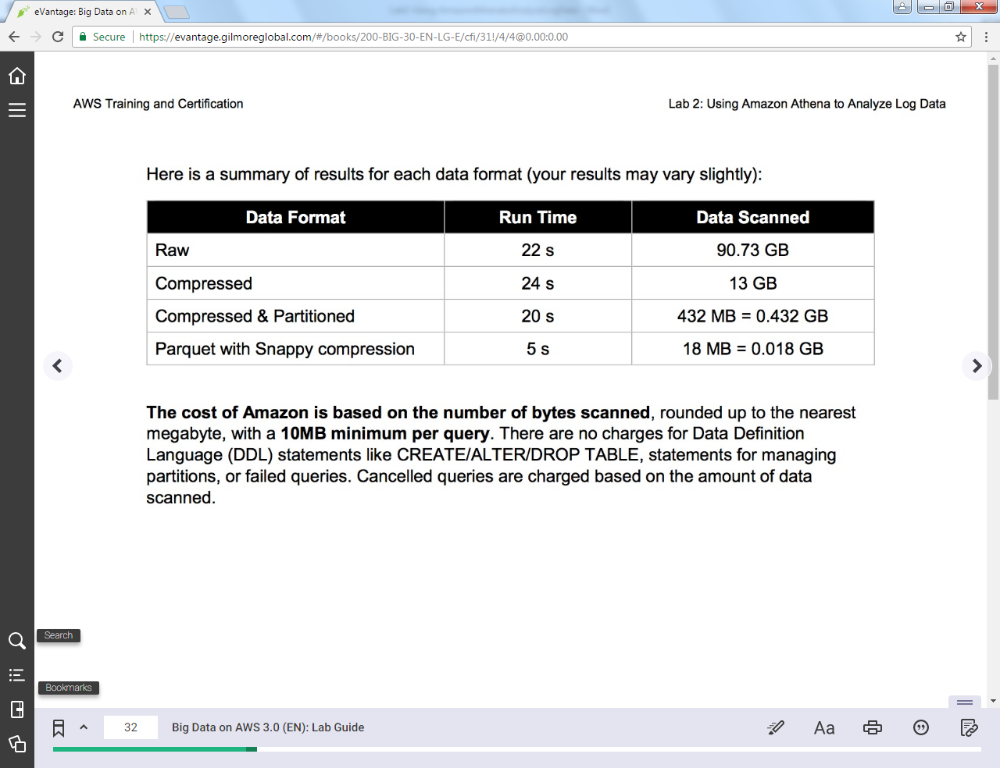 eVantage: Big Data on A
Secure https://evantage.gilmoreglobal.com/#/books/200-BIG-30-EN-LG-E/cfi/31!/4/4@0.00:0.00
AWS Training and Certification Lab 2: Using Amazon Athena to Analyze Log Data
Here is a summary of results for each data format (your results may vary slightly):
Data Format Run Time Data Scanned
Raw 22 s 90.73 GB
Compressed 24 s 13 GB
Compressed & Partitioned 20 s 432 MB = 0.432 GB
Parquet with Snappy compression 5 s 18 MB = 0.018 GB
The cost of Amazon is based on the number of bytes scanned, rounded up to the nearest
megabyte, with a 10MB minimum per query. There are no charges for Data Definition
Language (DDL) statements like CREATE/ALTER/DROP TABLE, statements for managing
partitions, or failed queries. Cancelled queries are charged based on the amount of data
scanned.
Search
Bookmarks
32 Big Data on AWS 3.0 (EN): Lab Guide Aa